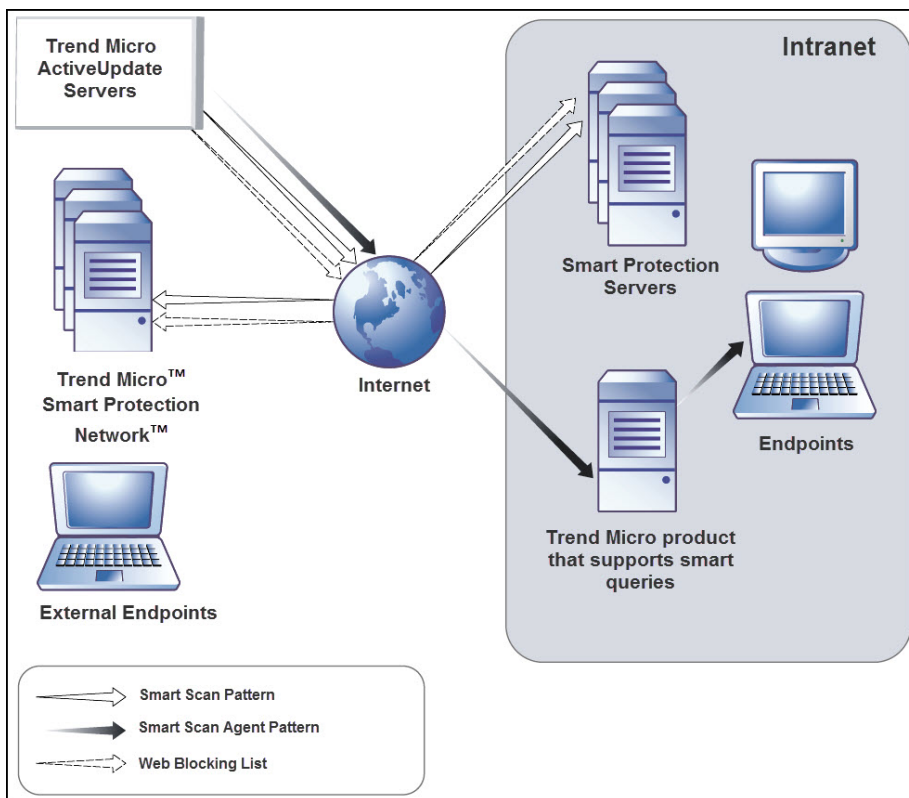 Trend Micro
ActiveUpdate
Servers
Intranet
Smart Protection
Servers
Internet
Trend Micro™
Smart Protection
Network™
Endpoints
Trend Micro product
that supports smart
queries
External Endpoints
Smart Scan Pattern
Smart Scan Agent Pattern
Web Blocking List